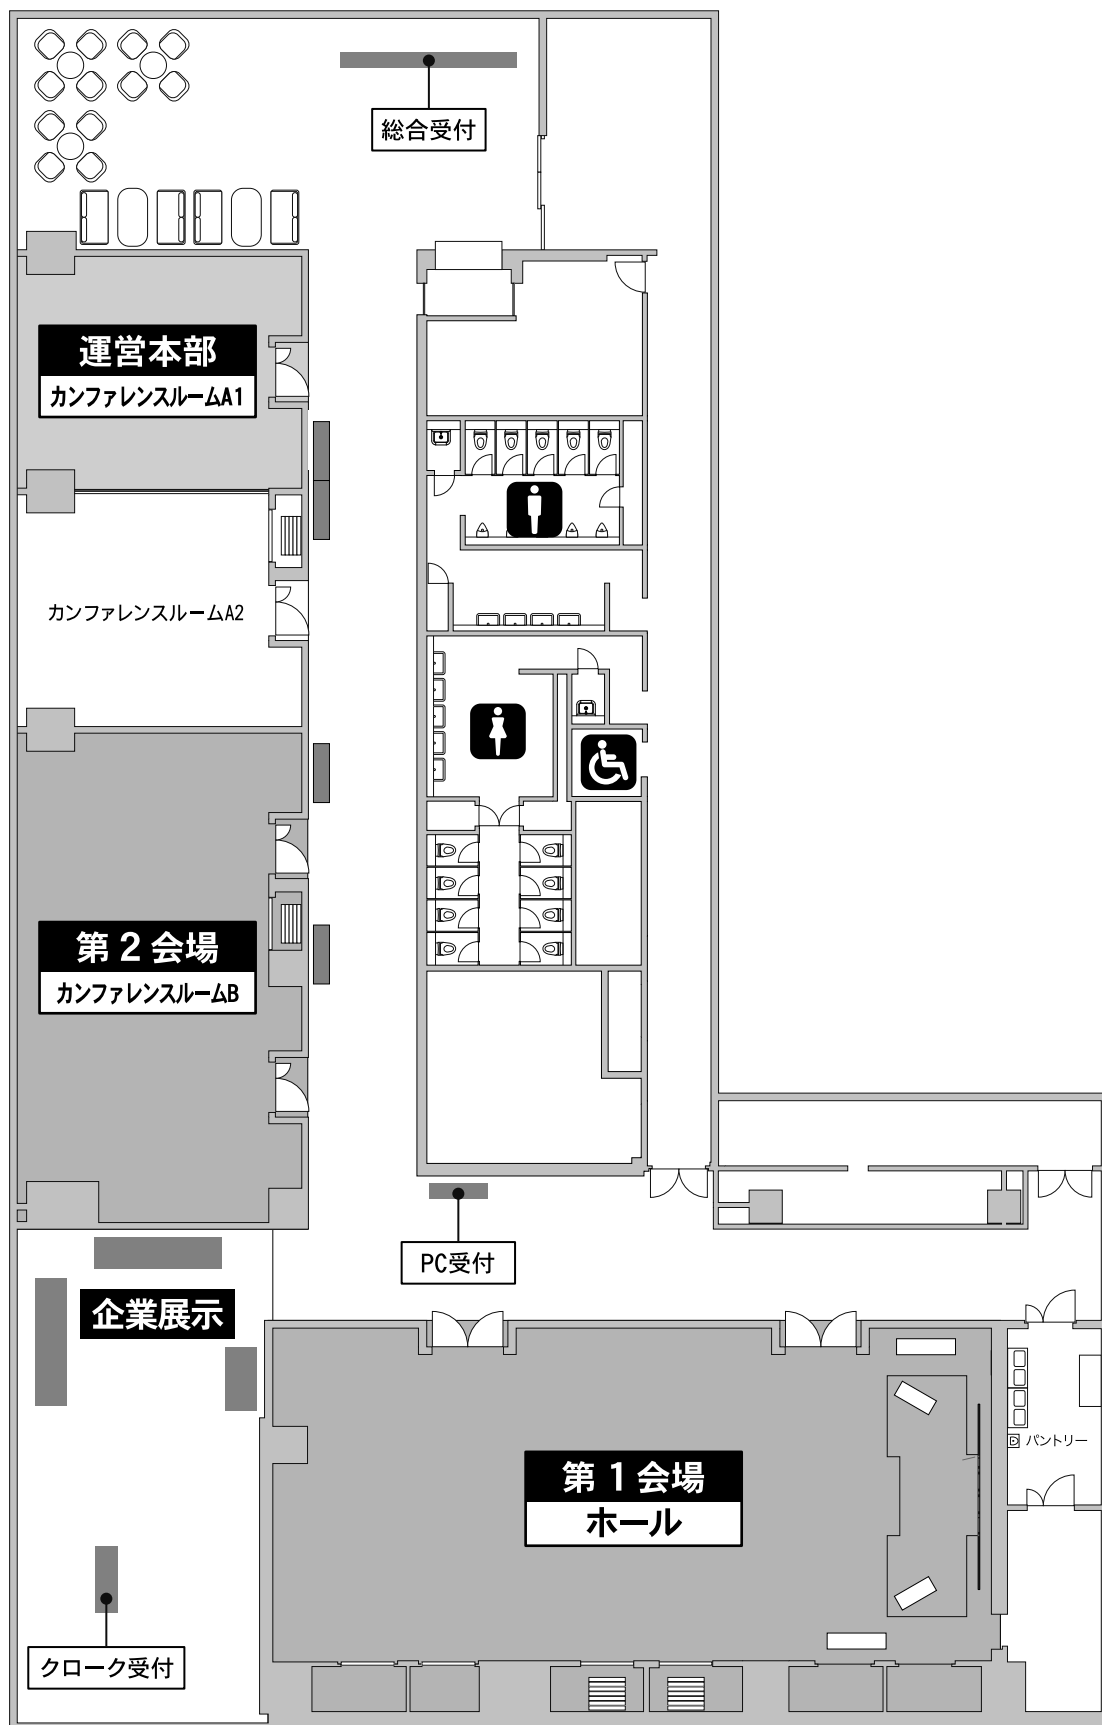 総合受付
運営本部
カンファレンスルームA1
カンファレンスルームA2
第2会場
カンファレンスルームB
PC受付
企業展示
第1会場
ホール
パントリー
クローク受付